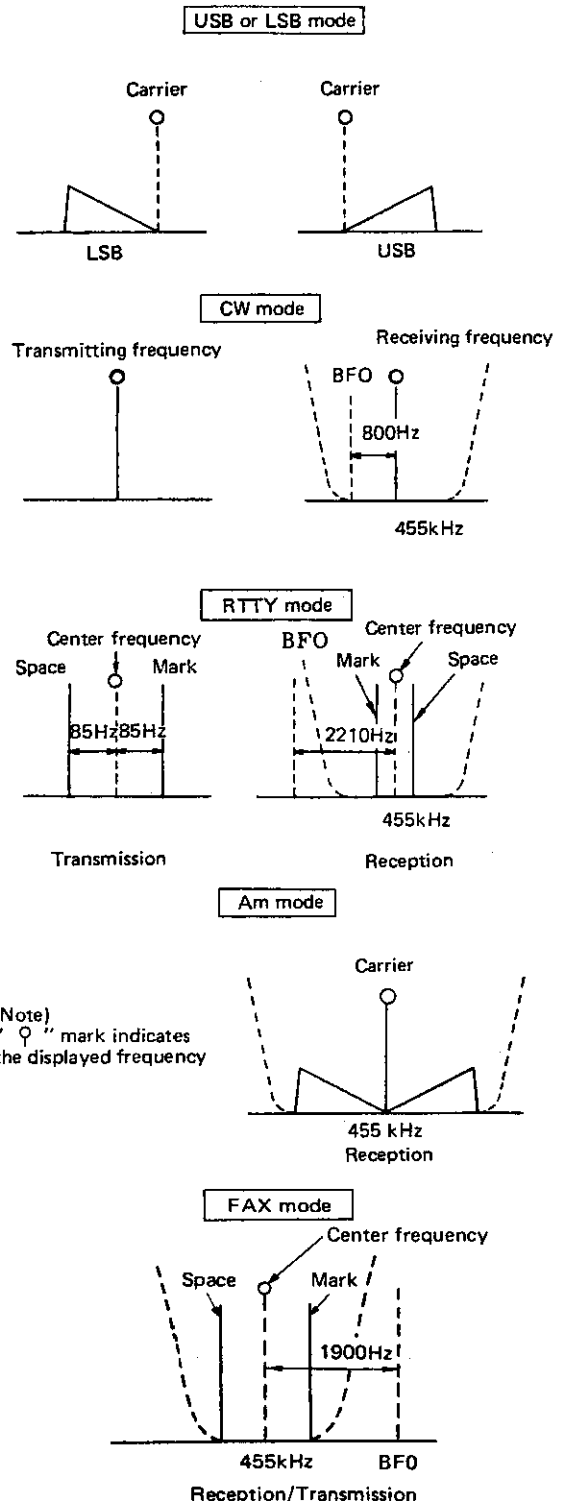 USB or LSB mode
Carrier Carrier
LSB USB
CW mode
Transmitting frequency Receiving frequency
BFO
800Hz
455kHz
RTTY mode
Center frequency
Space Mark
85Hz 85Hz
Transmission
BFO Center frequency
Mark Space
2210Hz
455kHz
Reception
Am mode
Carrier
Note)
" " mark indicates
the displayed frequency
455 kHz
Reception
FAX mode
Center frequency
Space Mark
1900Hz
455kHz BFO
Reception/Transmission